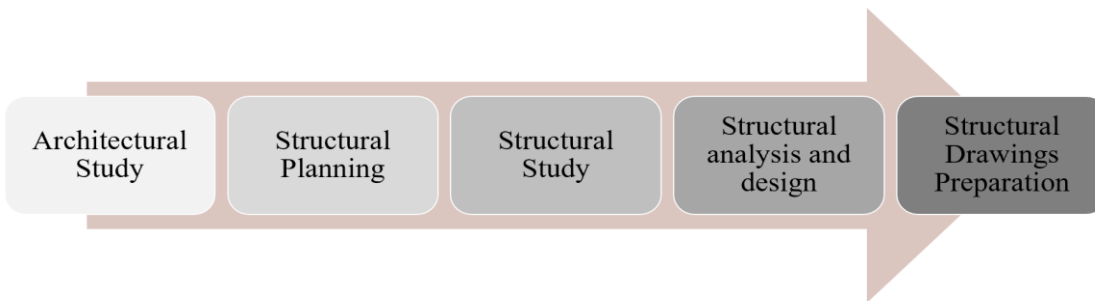 Architectural
Study
Structural
Planning
Structural
Study
Structural
analysis and
design
Structural
Drawings
Preparation